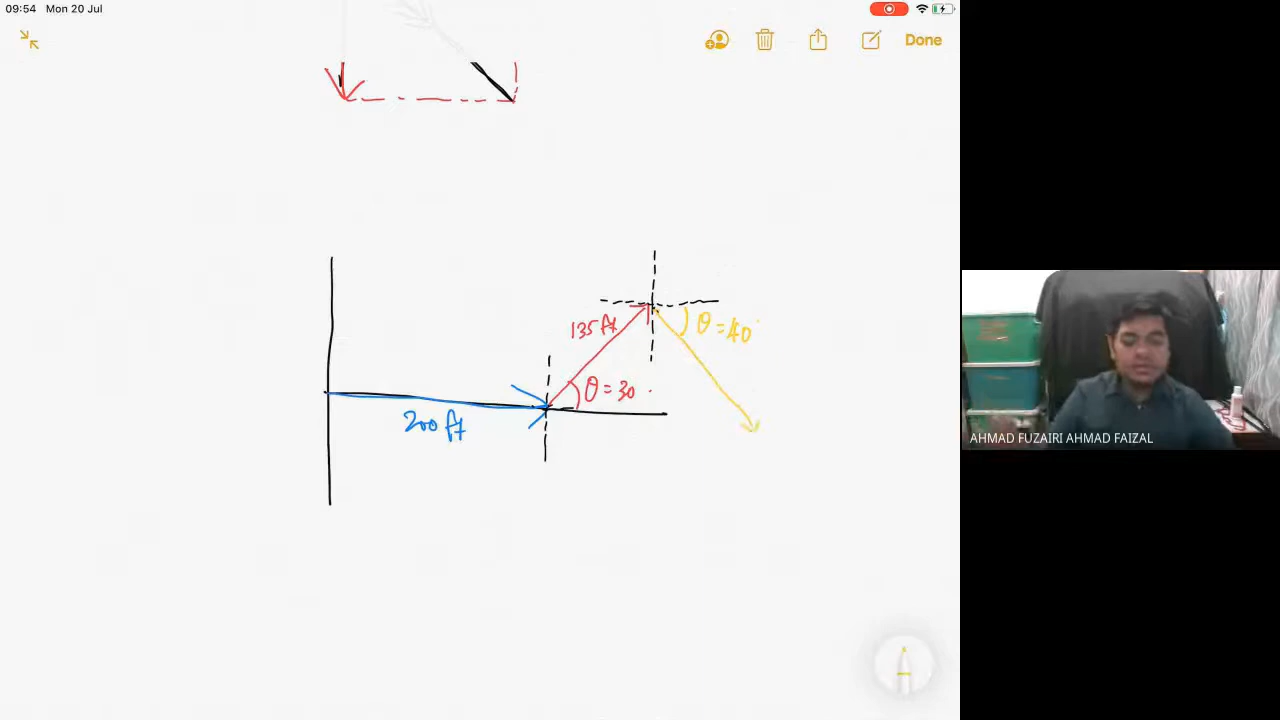 09:54 Mon 20 Jul
Done
135 ft
θ = 40°
θ = 30°
200 ft
AHMAD FUZAIRI AHMAD FAIZAL